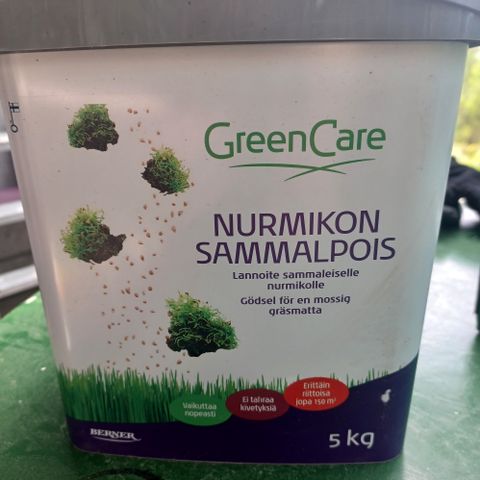 GreenCare
NURMIKON
SAMMALPOIS
Lannoite sammaleiselle
nurmikolle
Gödsel för en mossig
gräsmatta
Vaikuttaa
nopeasti
Ei tahraa
kivetyksiä
Erittäin
riittoisa
jopa 150 m²
BERNER
5 kg